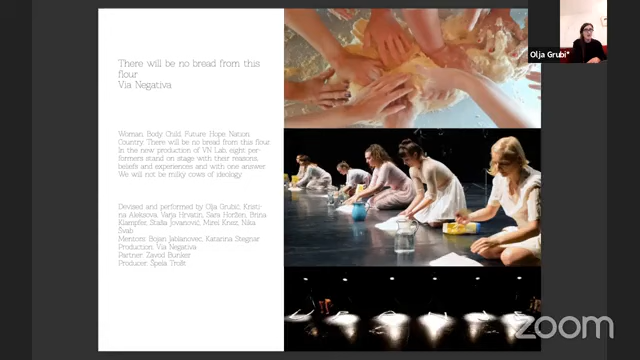 There will be no bread from this
flour
Via Negativa
Woman. Body. Child. Future. Hope. Nation.
Country. There will be no bread from this flour.
In the new production of VN Lab, eight per-
formers stand on stage with their reasons,
beliefs and experiences and with one answer:
We will not be milky cows of ideology.
Devised and performed by Olja Grubić, Kristi-
na Aleksova, Varja Hrvatin, Sara Horžen, Brina
Klampfer, Staša Jovanović, Mirei Knez, Nika
Švab
Mentors: Bojan Jablanovec, Katarina Stegnar
Production: Via Negativa
Partner: Zavod Bunker
Producer: Špela Trošt
Olja Grubi*
zoom